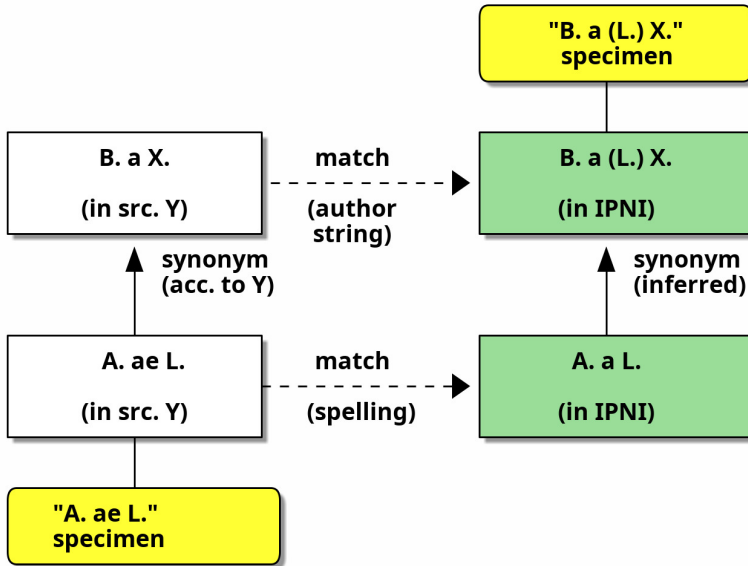 "B. a (L.) X."
specimen
B. a X.
(in src. Y)
match
(author
string)
B. a (L.) X.
(in IPNI)
synonym
(acc. to Y)
synonym
(inferred)
A. ae L.
(in src. Y)
match
(spelling)
A. a L.
(in IPNI)
"A. ae L."
specimen